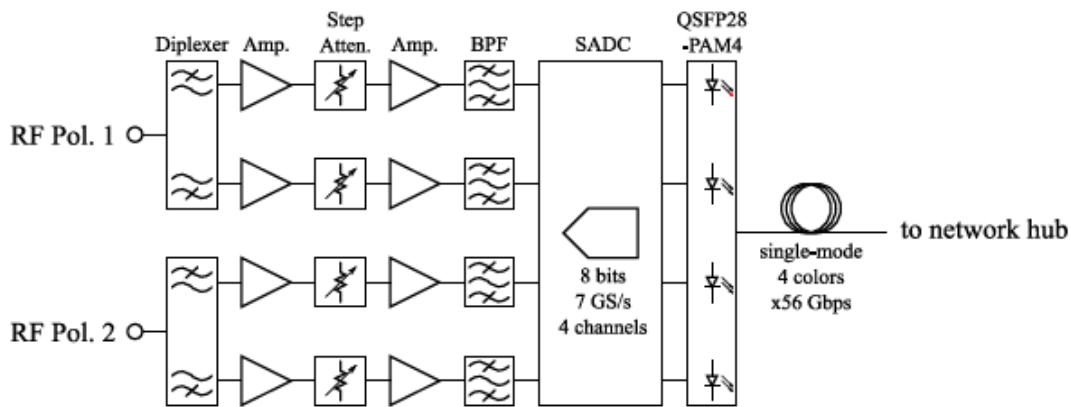 Step
QSFP28
Diplexer Amp. Atten. Amp. BPF SADC -PAM4
RF Pol. 1
to network hub
single-mode
8 bits
4 colors
7 GS/s
x56 Gbps
RF Pol. 2
4 channels